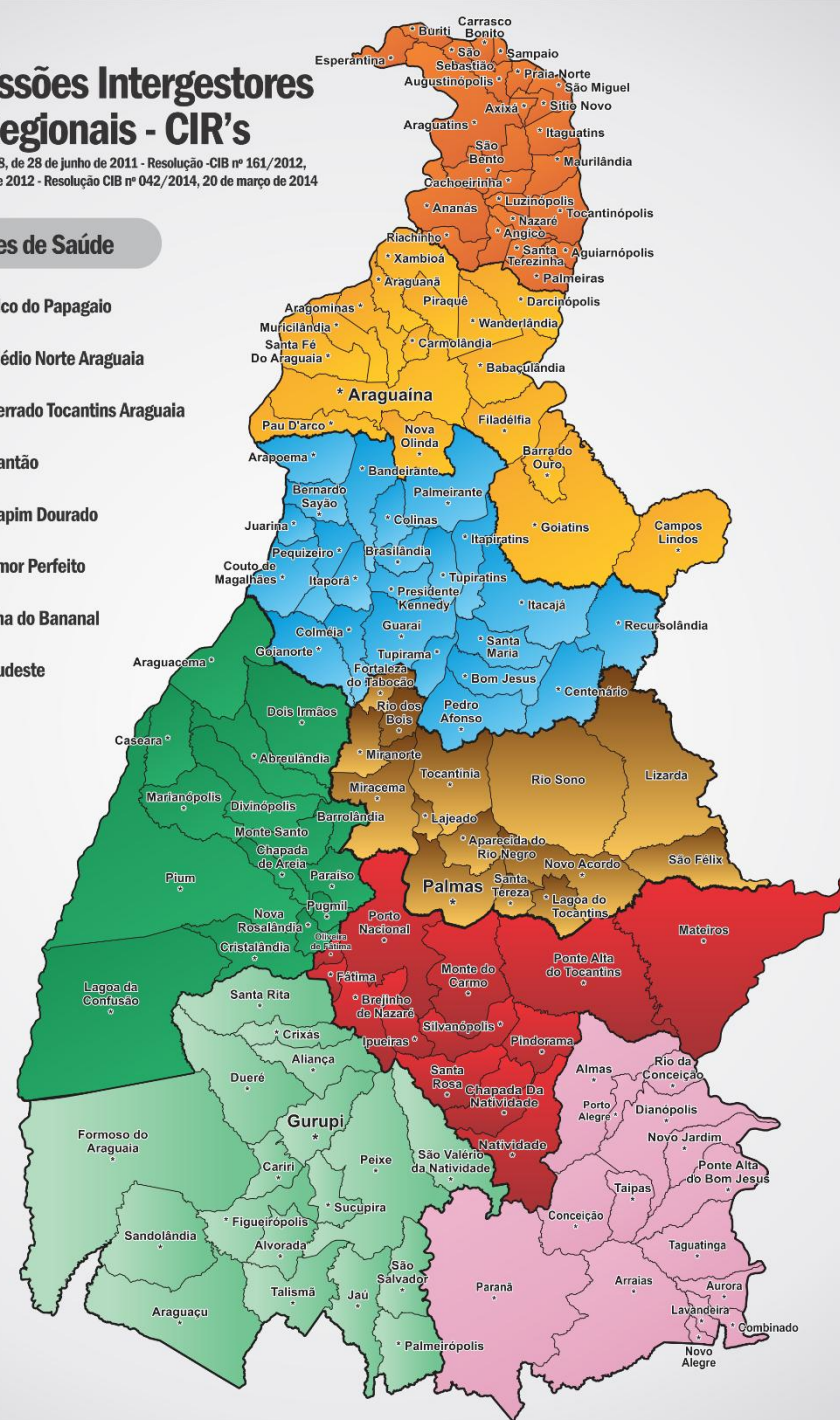 ssões Intergestores
egionais - CIR's
8, de 28 de junho de 2011 - Resolução -CIB nº 161/2012,
e 2012 - Resolução CIB nº 042/2014, 20 de março de 2014
es de Saúde
ico do Papagaio
édio Norte Araguaia
errado Tocantins Araguaia
antão
apim Dourado
mor Perfeito
ha do Bananal
udeste
Buriti
Carrasco
Bonito
Esperantina
São
Sebastião
Sampaio
Augustinópolis
Praia Norte
São Miguel
Axixá
Sitio Novo
Araguatins
Itaguatins
São
Bento
Maurilândia
Cachoeirinha
Luzinópolis
Ananás
Tocantinópolis
Nazaré
Angico
Riachinho
Santa
Terezinha
Aguiarnópolis
Xambioá
Palmeiras
Araguanã
Piraquê
Darcinópolis
Aragominas
Wanderlândia
Muricilândia
Santa Fé
Do Araguaia
Carmolândia
Babaçulândia
Araguaína
Pau D'arco
Nova
Olinda
Filadélfia
Arapoema
Bandeirante
Barra do
Ouro
Bernardo
Sayão
Palmeirante
Juarina
Colinas
Goiatins
Campos
Lindos
Itapiratins
Pequizeiro
Brasilândia
Couto de
Magalhães
Itaporã
Tupiratins
Presidente
Kennedy
Itacajá
Colméia
Guaraí
Recursolândia
Goianorte
Tupirama
Santa
Maria
Araguacema
Fortaleza
do Tabocão
Bom Jesus
Centenário
Dois Irmãos
Rio dos
Bois
Pedro
Afonso
Caseara
Abreulândia
Miranorte
Tocantínia
Rio Sono
Lizarda
Marianópolis
Divinópolis
Miracema
Barrolândia
Lajeado
Monte Santo
Chapada
de Areia
Aparecida do
Rio Negro
Novo Acordo
São Félix
Pium
Paraíso
Palmas
Santa
Tereza
Lagoa do
Tocantins
Pugmil
Nova
Rosalândia
Porto
Nacional
Oliveira
de Fátima
Cristalândia
Mateiros
Lagoa da
Confusão
Fátima
Monte do
Carmo
Ponte Alta
do Tocantins
Santa Rita
Brejinho
de Nazaré
Silvanópolis
Crixás
Ipueiras
Pindorama
Aliança
Santa
Rosa
Chapada Da
Natividade
Almas
Rio da
Conceição
Dueré
Porto
Alegre
Dianópolis
Gurupi
Formoso do
Araguaia
Natividade
Novo Jardim
Cariri
Peixe
São Valério
da Natividade
Ponte Alta
do Bom Jesus
Taipas
Sucupira
Figueirópolis
Conceição
Sandolândia
Alvorada
Taguatinga
São
Salvador
Talismã
Jaú
Paranã
Arraias
Aurora
Araguaçu
Lavandeira
Combinado
Palmeirópolis
Novo
Alegre